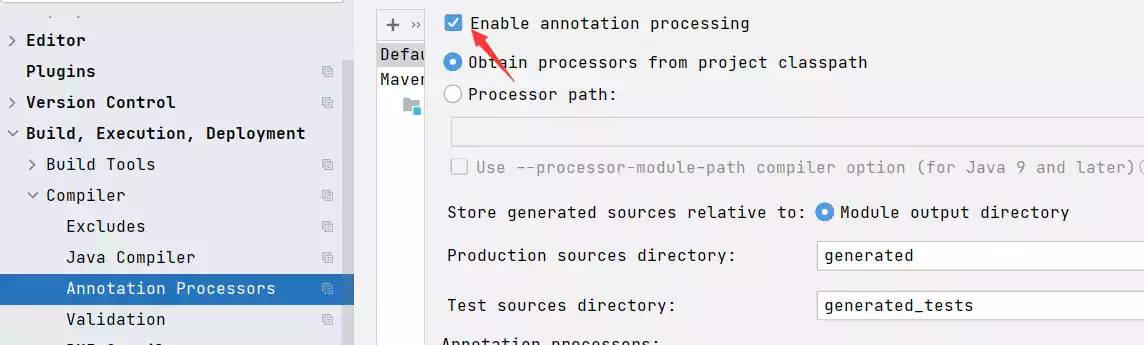 Editor
Plugins
Version Control
Build, Execution, Deployment
Build Tools
Compiler
Excludes
Java Compiler
Annotation Processors
Validation
+ »
Defau
Maven
Enable annotation processing
Obtain processors from project classpath
Processor path:
Use --processor-module-path compiler option (for Java 9 and later)
Store generated sources relative to: Module output directory
Production sources directory: generated
Test sources directory: generated_tests
Annotation processors: